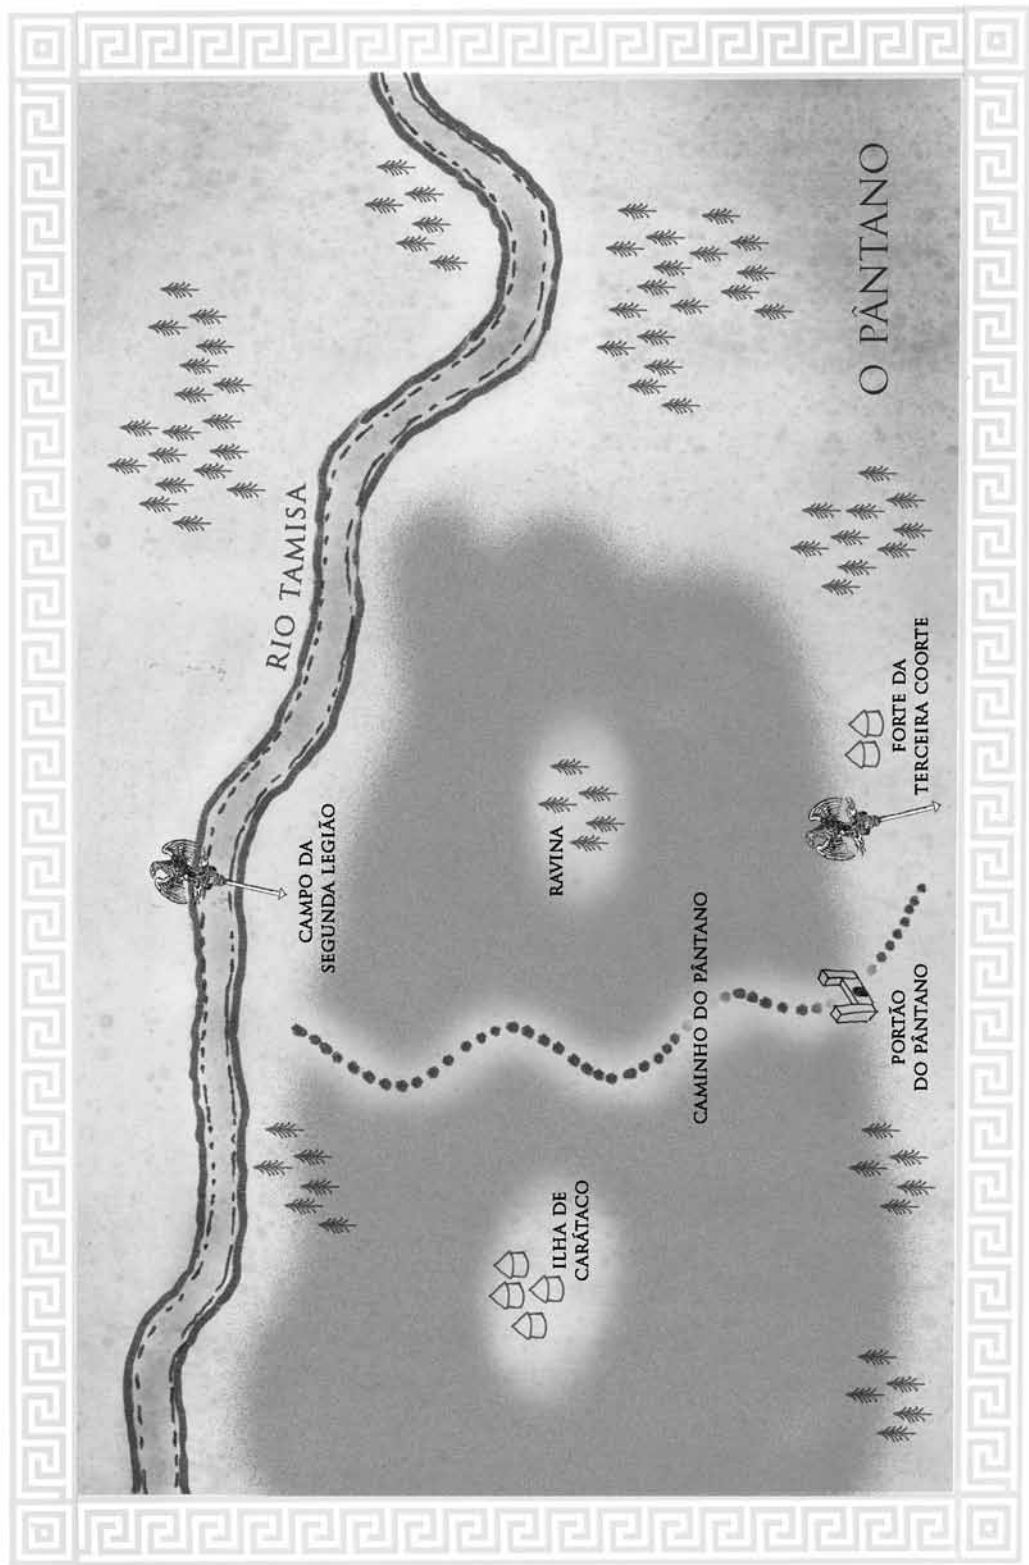 RIO TAMISA
CAMPO DA
SEGUNDA LEGIÃO
RAVINA
ILHA DE
CARÁTACO
CAMINHO DO PÂNTANO
PORTÃO
DO PÂNTANO
FORTE DA
TERCEIRA COORTE
O PÂNTANO